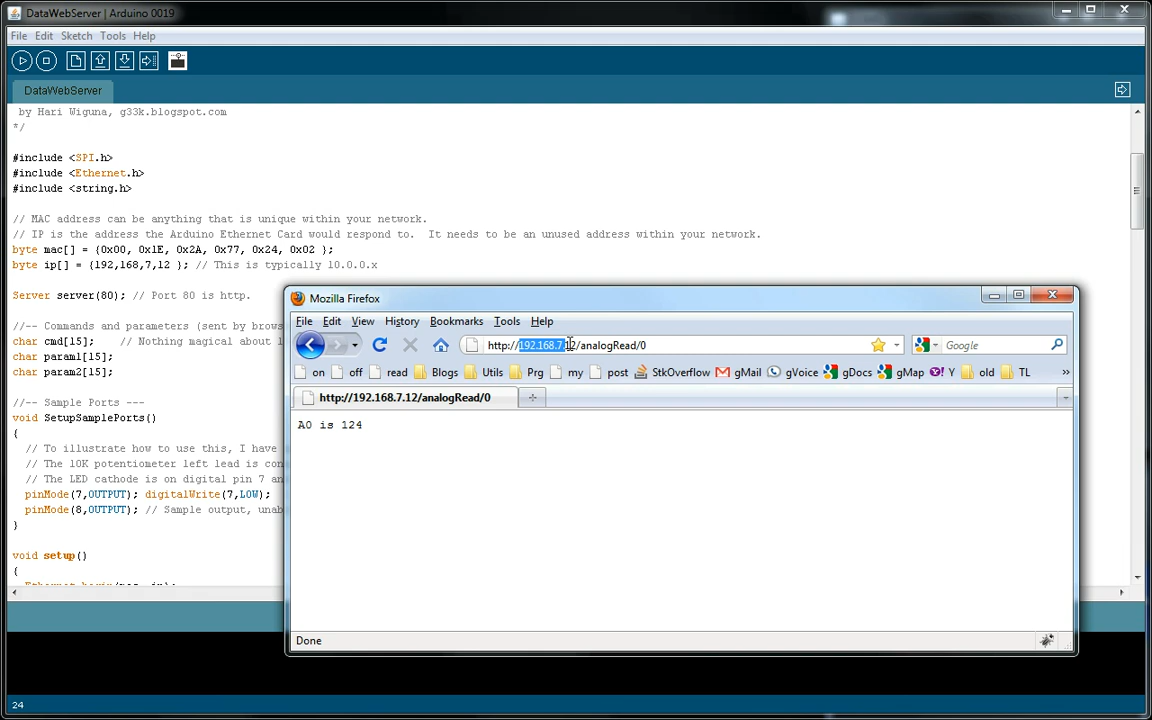 DataWebServer | Arduino 0019
File Edit Sketch Tools Help
DataWebServer
by Hari Wiguna, g33k.blogspot.com
*/
#include <SPI.h>
#include <Ethernet.h>
#include <string.h>
// MAC address can be anything that is unique within your network.
// IP is the address the Arduino Ethernet Card would respond to.  It needs to be an unused address within your network.
byte mac[] = {0x00, 0x1E, 0x2A, 0x77, 0x24, 0x02 };
byte ip[] = {192,168,7,12 }; // This is typically 10.0.0.x
Server server(80); // Port 80 is http.
//-- Commands and parameters (sent by brows
char cmd[15];    // Nothing magical about 1
char param1[15];
char param2[15];
//-- Sample Ports ---
void SetupSamplePorts()
{
// To illustrate how to use this, I have
// The 10K potentiometer left lead is con
// The LED cathode is on digital pin 7 an
pinMode(7,OUTPUT); digitalWrite(7,LOW);
pinMode(8,OUTPUT); // Sample output, unab
}
void setup()
{
24
Mozilla Firefox
File Edit View History Bookmarks Tools Help
http://192.168.7.12/analogRead/0
Google
on off read Blogs Utils Prg my post StkOverflow gMail gVoice gDocs gMap Y! Y old TL »
http://192.168.7.12/analogRead/0
A0 is 124
Done